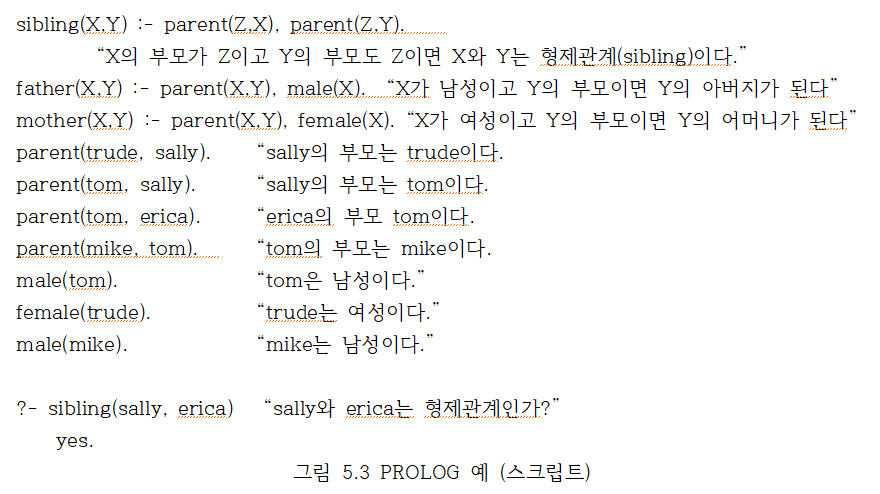 sibling(X,Y) :- parent(Z,X), parent(Z,Y).
“X의 부모가 Z이고 Y의 부모도 Z이면 X와 Y는 형제관계(sibling)이다.”
father(X,Y) :- parent(X,Y), male(X). “X가 남성이고 Y의 부모이면 Y의 아버지가 된다”
mother(X,Y) :- parent(X,Y), female(X). “X가 여성이고 Y의 부모이면 Y의 어머니가 된다”
parent(trude, sally). “sally의 부모는 trude이다.
parent(tom, sally). “sally의 부모는 tom이다.
parent(tom, erica). “erica의 부모 tom이다.
parent(mike, tom). “tom의 부모는 mike이다.
male(tom). “tom은 남성이다.”
female(trude). “trude는 여성이다.”
male(mike). “mike는 남성이다.”
?- sibling(sally, erica) “sally와 erica는 형제관계인가?”
yes.
그림 5.3 PROLOG 예 (스크립트)